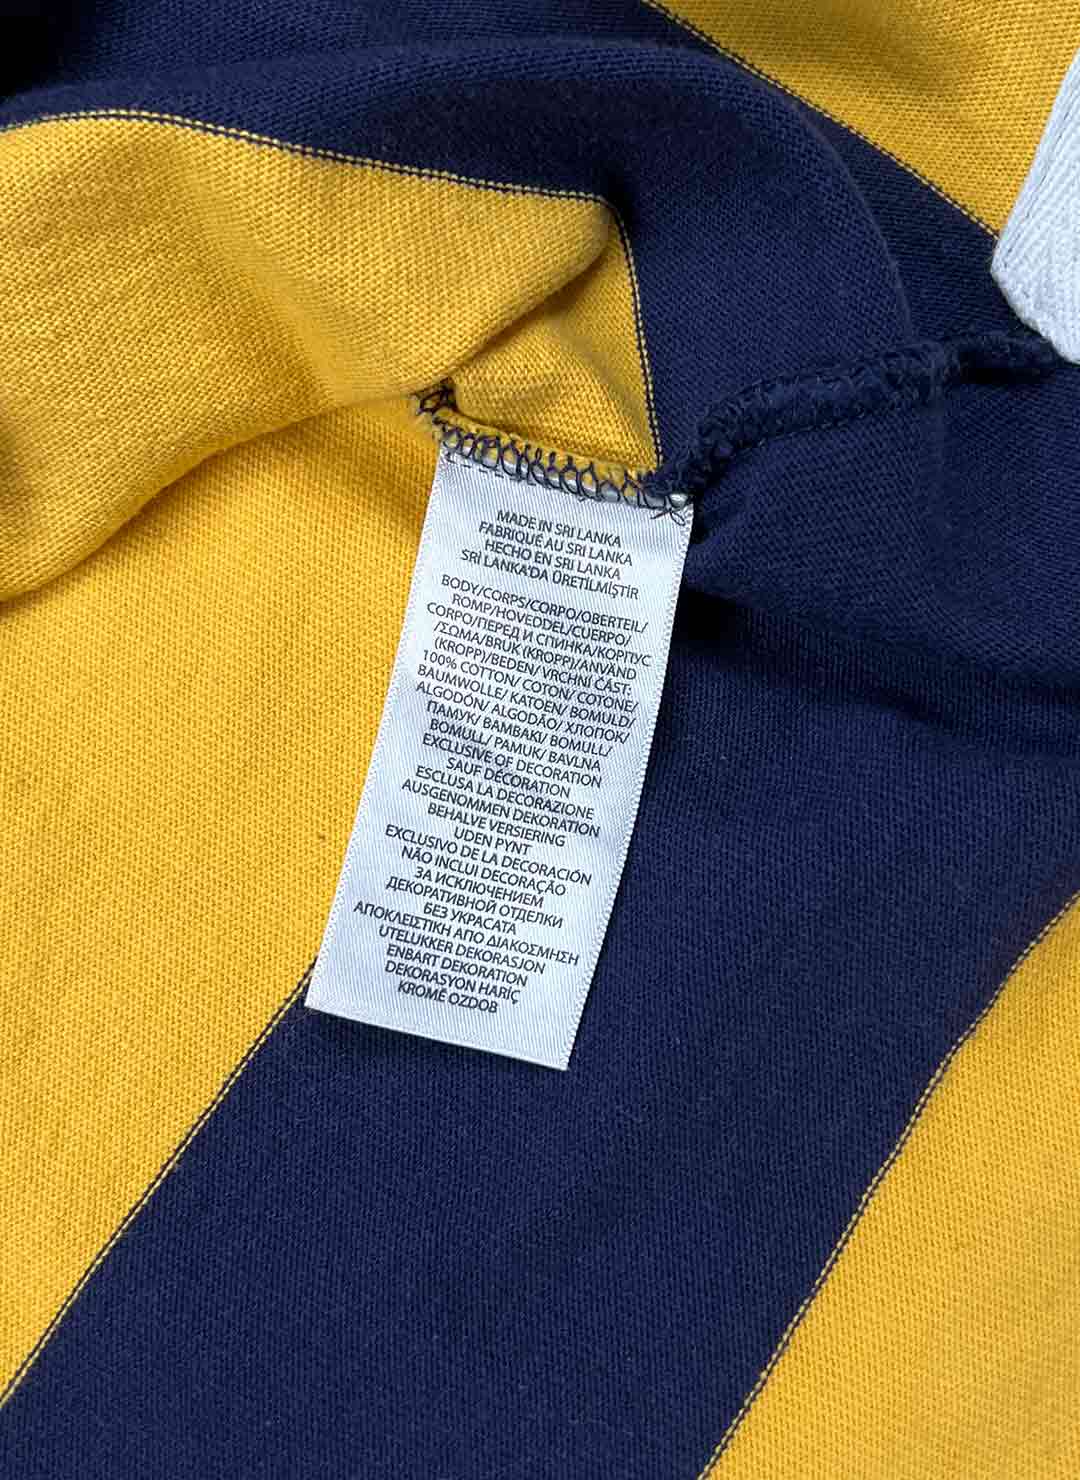 MADE IN SRI LANKA
FABRIQUÉ AU SRI LANKA
HECHO EN SRI LANKA
SRİ LANKA'DA ÜRETİLMİŞTİR
BODY/CORPS/CORPO/OBERTEIL/
ROMP/HOVEDDEL/CUERPO/
CORPO/ПЕРЕД И СПИНКА/КОРПУС
/ΣΩΜΑ/BRUK (KROPP)/ANVÄND
(KROPP)/BEDEN/VRCHNÍ ČÁST:
100% COTTON/ COTON/ COTONE/
BAUMWOLLE/ KATOEN/ BOMULD/
ALGODÓN/ ALGODÃO/ ХЛОПОК/
ПАМУК/ BAMBAKI/ BOMULL/
BOMULL/ PAMUK/ BAVLNA
EXCLUSIVE OF DECORATION
SAUF DÉCORATION
ESCLUSA LA DECORAZIONE
AUSGENOMMEN DEKORATION
BEHALVE VERSIERING
UDEN PYNT
EXCLUSIVO DE LA DECORACIÓN
NÃO INCLUI DECORAÇÃO
ЗА ИСКЛЮЧЕНИЕМ
ДЕКОРАТИВНОЙ ОТДЕЛКИ
БЕЗ УКРАСАТА
ΑΠΟΚΛΕΙΣΤΙΚΗ ΑΠΟ ΔΙΑΚΟΣΜΗΣΗ
UTELUKKER DEKORASJON
ENBART DEKORATION
DEKORASYON HARİÇ
KROMĚ OZDOB